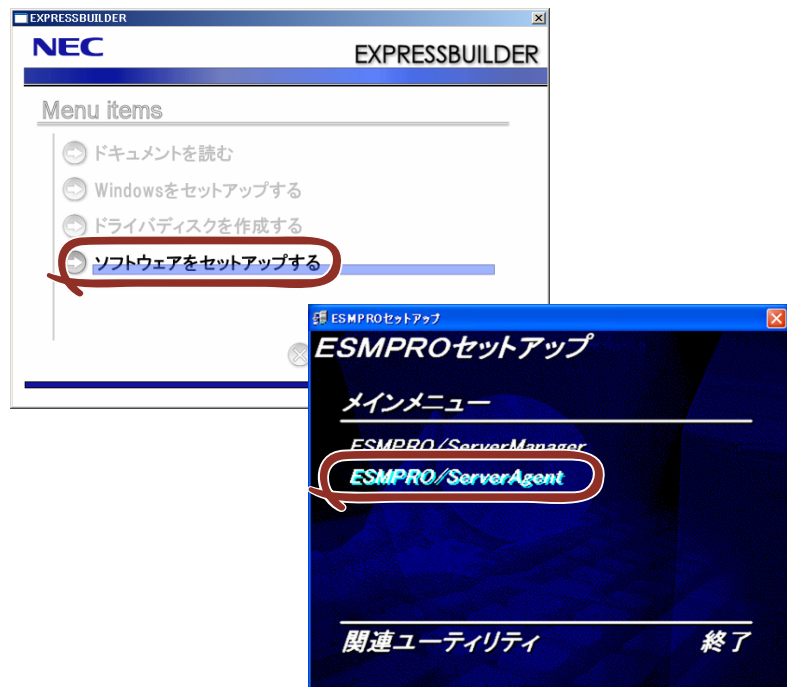 EXPRESSBUILDER
NEC
EXPRESSBUILDER
Menu items
ドキュメントを読む
Windowsをセットアップする
ドライバディスクを作成する
ソフトウェアをセットアップする
ESMPROセットアップ
ESMPROセットアップ
メインメニュー
ESMPRO/ServerManager
ESMPRO/ServerAgent
関連ユーティリティ
終了